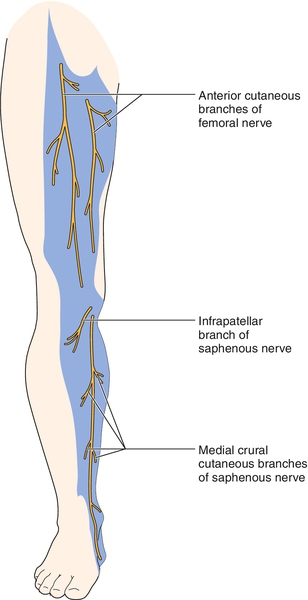 Anterior cutaneous
branches of
femoral nerve
Infrapatellar
branch of
saphenous nerve
Medial crural
cutaneous branches
of saphenous nerve